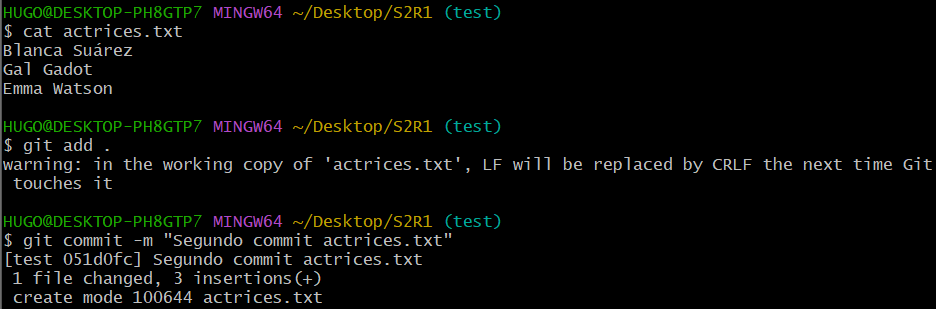 HUGO@DESKTOP-PH8GTP7 MINGW64 ~/Desktop/S2R1 (test)
$ cat actrices.txt
Blanca Suárez
Gal Gadot
Emma Watson
HUGO@DESKTOP-PH8GTP7 MINGW64 ~/Desktop/S2R1 (test)
$ git add .
warning: in the working copy of 'actrices.txt', LF will be replaced by CRLF the next time Git
 touches it
HUGO@DESKTOP-PH8GTP7 MINGW64 ~/Desktop/S2R1 (test)
$ git commit -m "Segundo commit actrices.txt"
[test 051d0fc] Segundo commit actrices.txt
 1 file changed, 3 insertions(+)
 create mode 100644 actrices.txt